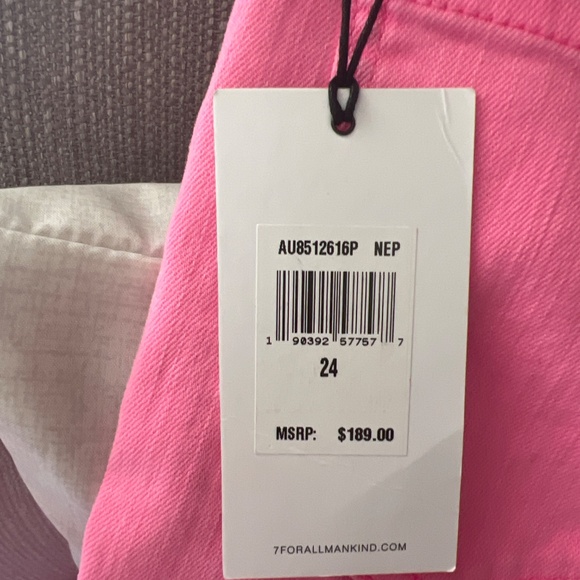 AU8512616P NEP
1 90392 57757 7
24
MSRP: $189.00
7FORALLMANKIND.COM